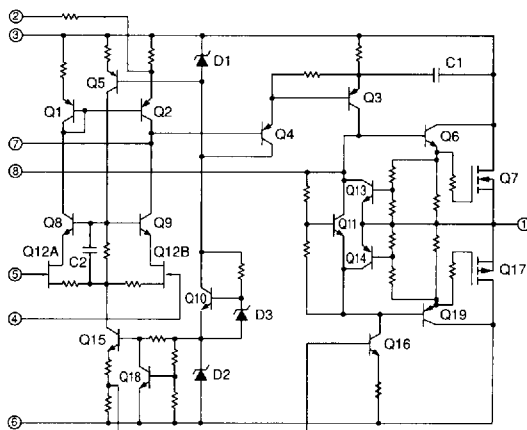 ②
③
Q5
D1
C1
Q1
Q2
Q3
Q4
Q6
⑦
Q7
⑧
Q13
Q8
Q9
Q11
①
Q12A
Q12B
Q14
C2
⑤
Q17
Q10
D3
④
Q19
Q15
Q16
Q18
D2
⑥